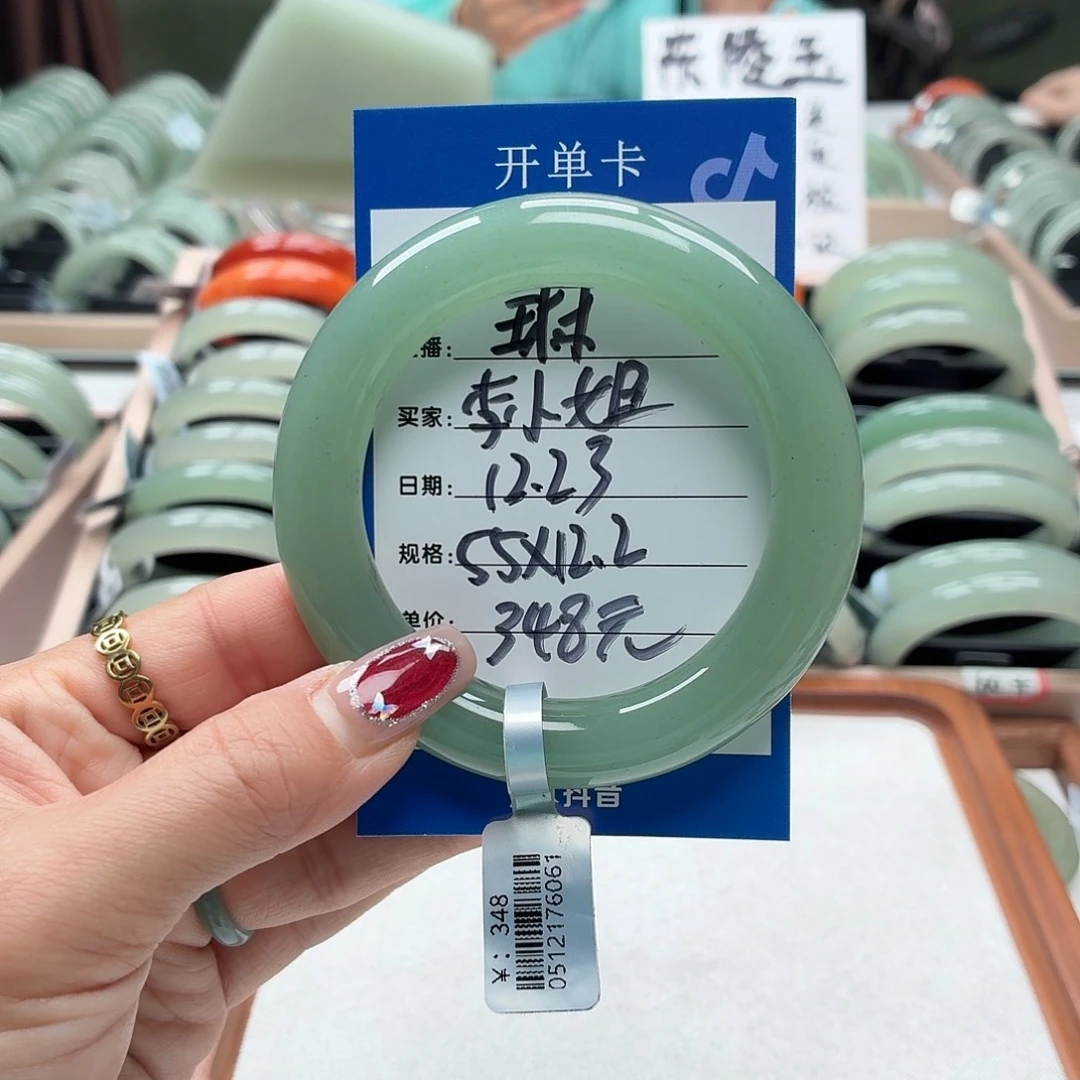 开单卡
播: 琳
买家: 李小姐
日期: 12.23
规格: 55X12.2
单价: 348元
抖音
¥: 348
0512176061